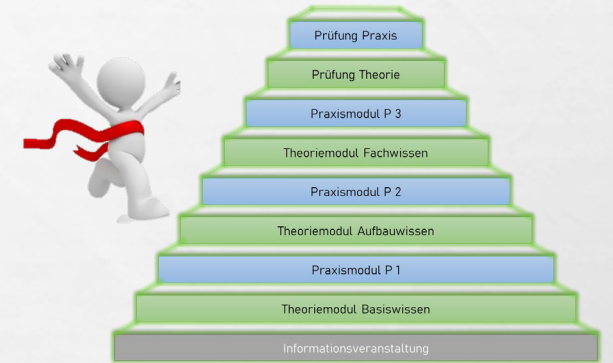 Prüfung Praxis
Prüfung Theorie
Praxismodul P 3
Theoriemodul Fachwissen
Praxismodul P 2
Theoriemodul Aufbauwissen
Praxismodul P 1
Theoriemodul Basiswissen
Informationsveranstaltung